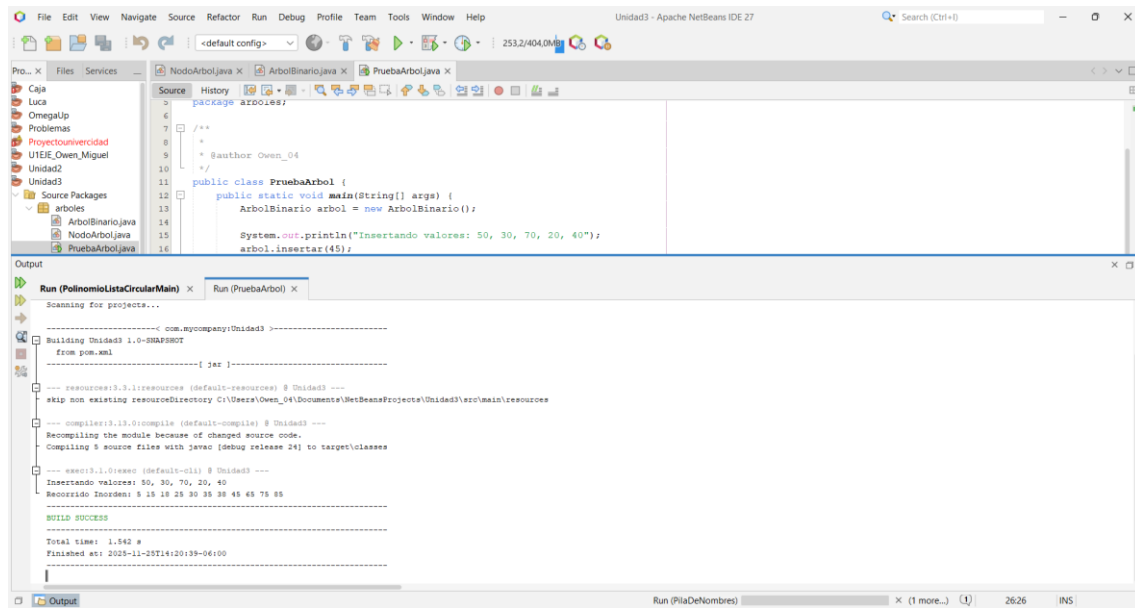 File Edit View Navigate Source Refactor Run Debug Profile Team Tools Window Help Unidad3 - Apache NetBeans IDE 27 Search (Ctrl+I)
<default config> 253,2/404,0MB
Pro... × Files Services NodoArbol.java × ArbolBinario.java × PruebaArbol.java ×
Caja
Luca
OmegaUp
Problemas
Proyectounivercidad
U1EJE_Owen_Miguel
Unidad2
Unidad3
Source Packages
arboles
ArbolBinario.java
NodoArbol.java
PruebaArbol.java
Source History
5 package arboles;
6
7 /**
8 *
9 * @author Owen_04
10 */
11 public class PruebaArbol {
12 public static void main(String[] args) {
13 ArbolBinario arbol = new ArbolBinario();
14
15 System.out.println("Insertando valores: 50, 30, 70, 20, 40");
16 arbol.insertar(45);
Output
Run (PolinomioListaCircularMain) × Run (PruebaArbol) ×
Scanning for projects...
-----------------------< com.mycompany:Unidad3 >------------------------
Building Unidad3 1.0-SNAPSHOT
from pom.xml
--------------------------------[ jar ]---------------------------------
--- resources:3.3.1:resources (default-resources) @ Unidad3 ---
skip non existing resourceDirectory C:\Users\Owen_04\Documents\NetBeansProjects\Unidad3\src\main\resources
--- compiler:3.13.0:compile (default-compile) @ Unidad3 ---
Recompiling the module because of changed source code.
Compiling 5 source files with javac [debug release 24] to target\classes
--- exec:3.1.0:exec (default-cli) @ Unidad3 ---
Insertando valores: 50, 30, 70, 20, 40
Recorrido Inorden: 5 15 18 25 30 35 38 45 65 75 85
------------------------------------------------------------------------
BUILD SUCCESS
------------------------------------------------------------------------
Total time: 1.542 s
Finished at: 2025-11-25T14:20:39-06:00
------------------------------------------------------------------------
Output Run (PilaDeNombres) × (1 more...) 1 26:26 INS